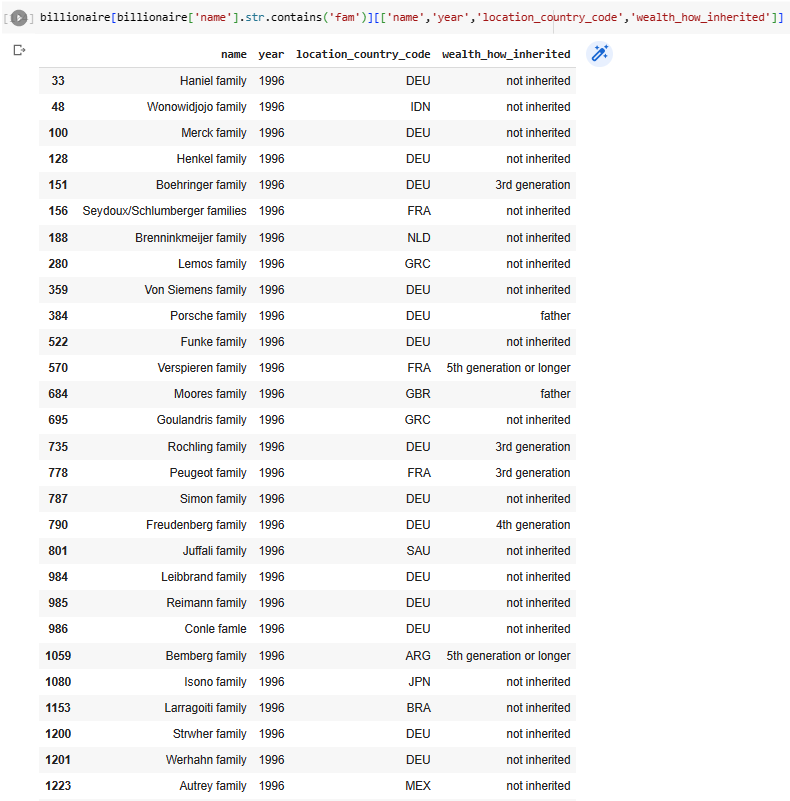 [ ] billionaire[billionaire['name'].str.contains('fam')][['name','year','location_country_code','wealth_how_inherited']]
name year location_country_code wealth_how_inherited
33 Haniel family 1996 DEU not inherited
48 Wonowidjojo family 1996 IDN not inherited
100 Merck family 1996 DEU not inherited
128 Henkel family 1996 DEU not inherited
151 Boehringer family 1996 DEU 3rd generation
156 Seydoux/Schlumberger families 1996 FRA not inherited
188 Brenninkmeijer family 1996 NLD not inherited
280 Lemos family 1996 GRC not inherited
359 Von Siemens family 1996 DEU not inherited
384 Porsche family 1996 DEU father
522 Funke family 1996 DEU not inherited
570 Verspieren family 1996 FRA 5th generation or longer
684 Moores family 1996 GBR father
695 Goulandris family 1996 GRC not inherited
735 Rochling family 1996 DEU 3rd generation
778 Peugeot family 1996 FRA 3rd generation
787 Simon family 1996 DEU not inherited
790 Freudenberg family 1996 DEU 4th generation
801 Juffali family 1996 SAU not inherited
984 Leibbrand family 1996 DEU not inherited
985 Reimann family 1996 DEU not inherited
986 Conle famle 1996 DEU not inherited
1059 Bemberg family 1996 ARG 5th generation or longer
1080 Isono family 1996 JPN not inherited
1153 Larragoiti family 1996 BRA not inherited
1200 Strwher family 1996 DEU not inherited
1201 Werhahn family 1996 DEU not inherited
1223 Autrey family 1996 MEX not inherited